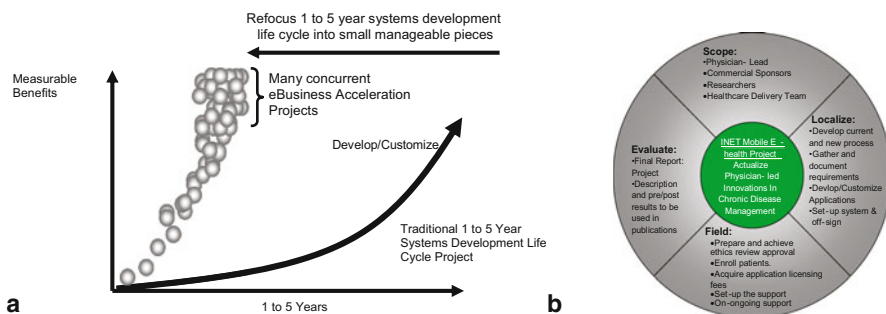 Refocus 1 to 5 year systems development
life cycle into small manageable pieces
Measurable
Benefits
Many concurrent
eBusiness Acceleration
Projects
Develop/Customize
Traditional 1 to 5 Year
Systems Development Life
Cycle Project
1 to 5 Years
a
Scope:
•Physician- Lead
•Commercial Sponsors
•Researchers
•Healthcare Delivery Team
Localize:
•Develop current
and new process
•Gather and
document
requirements
•Devlop/Customize
Applications
•Set-up system &
off-sign
Evaluate:
•Final Report:
Project
•Description
and pre/post
results to be
used in
publications
INET Mobile E -
health Project
Actualize
Physician- led
Innovations In
Chronic Disease
Management
Field:
•Prepare and achieve
ethics review approval
•Enroll patients.
•Acquire application licensing
fees
•Set-up the support
•On-ongoing support
b